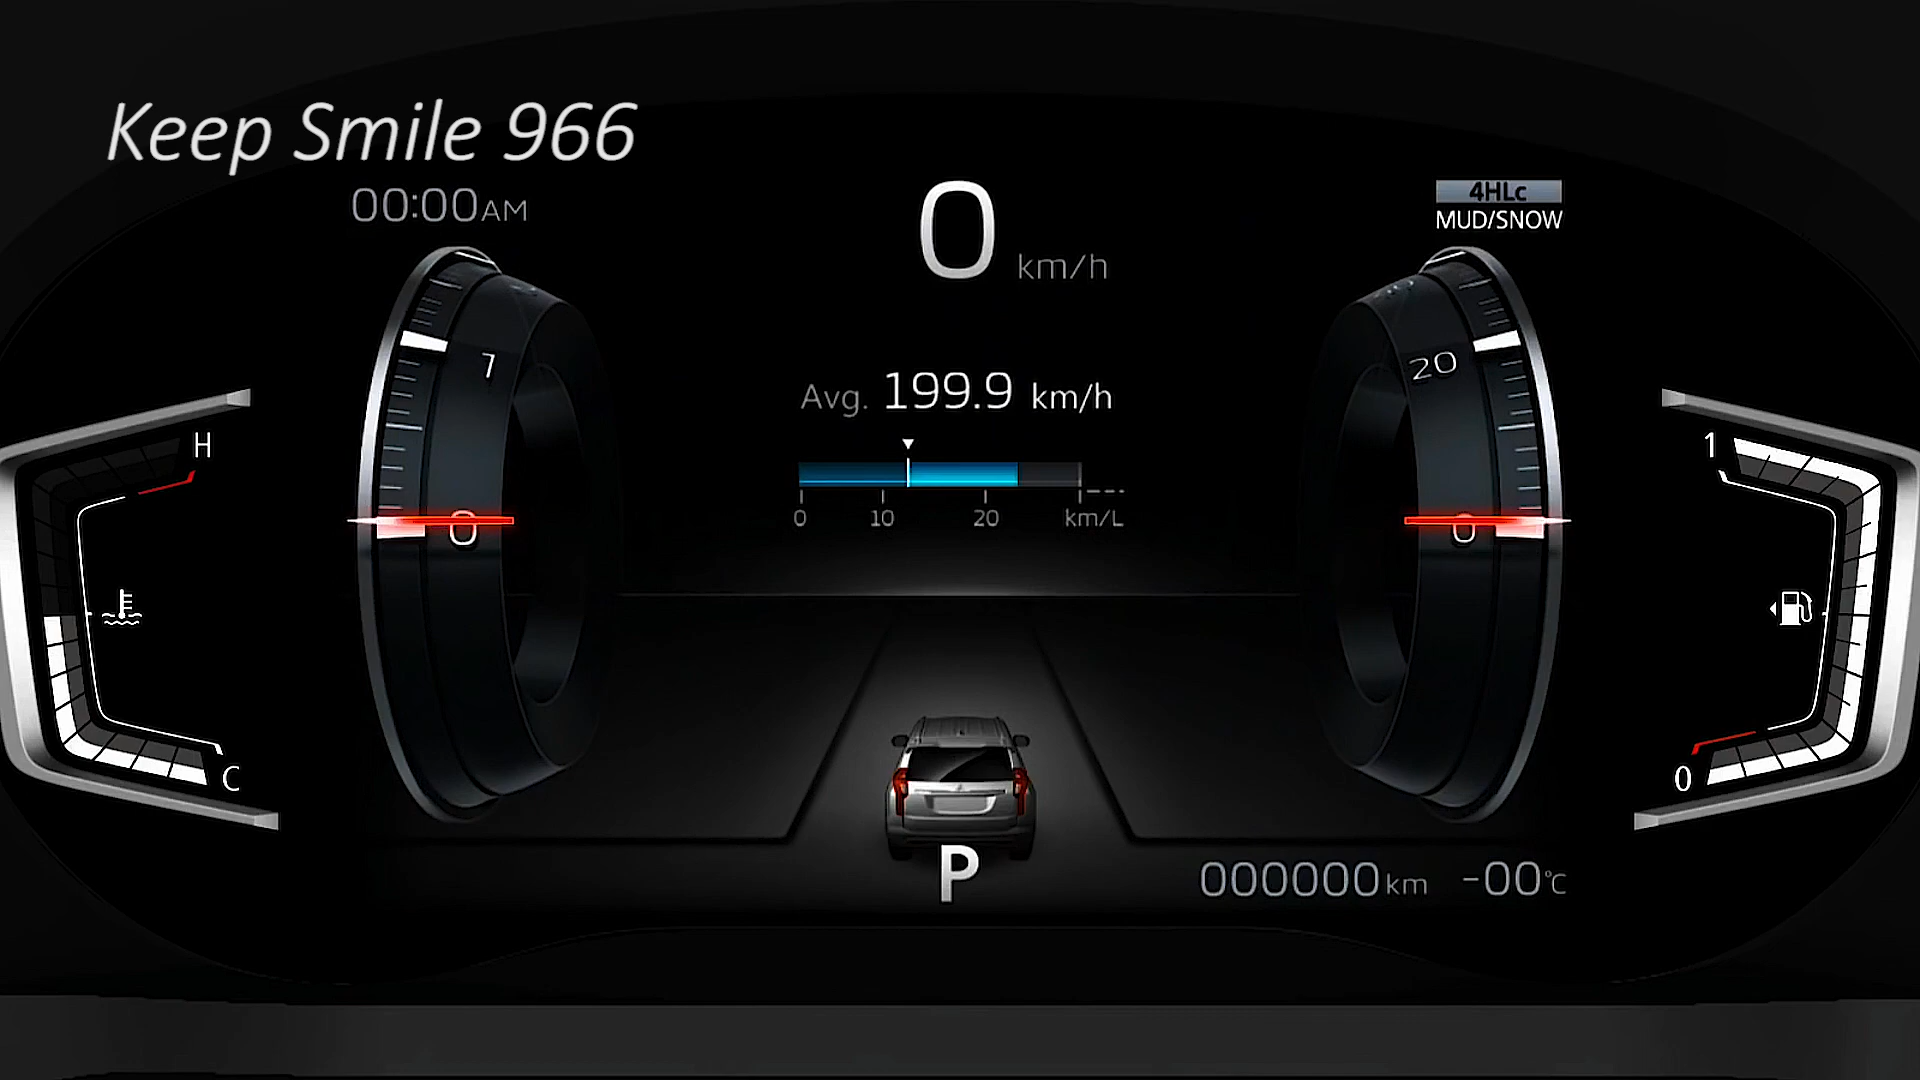 Keep Smile 966
00:00AM
0 km/h
4HLc
MUD/SNOW
1
20
Avg. 199.9 km/h
0 10 20 km/L
H
C
0
0
1
0
P
000000km -00°C